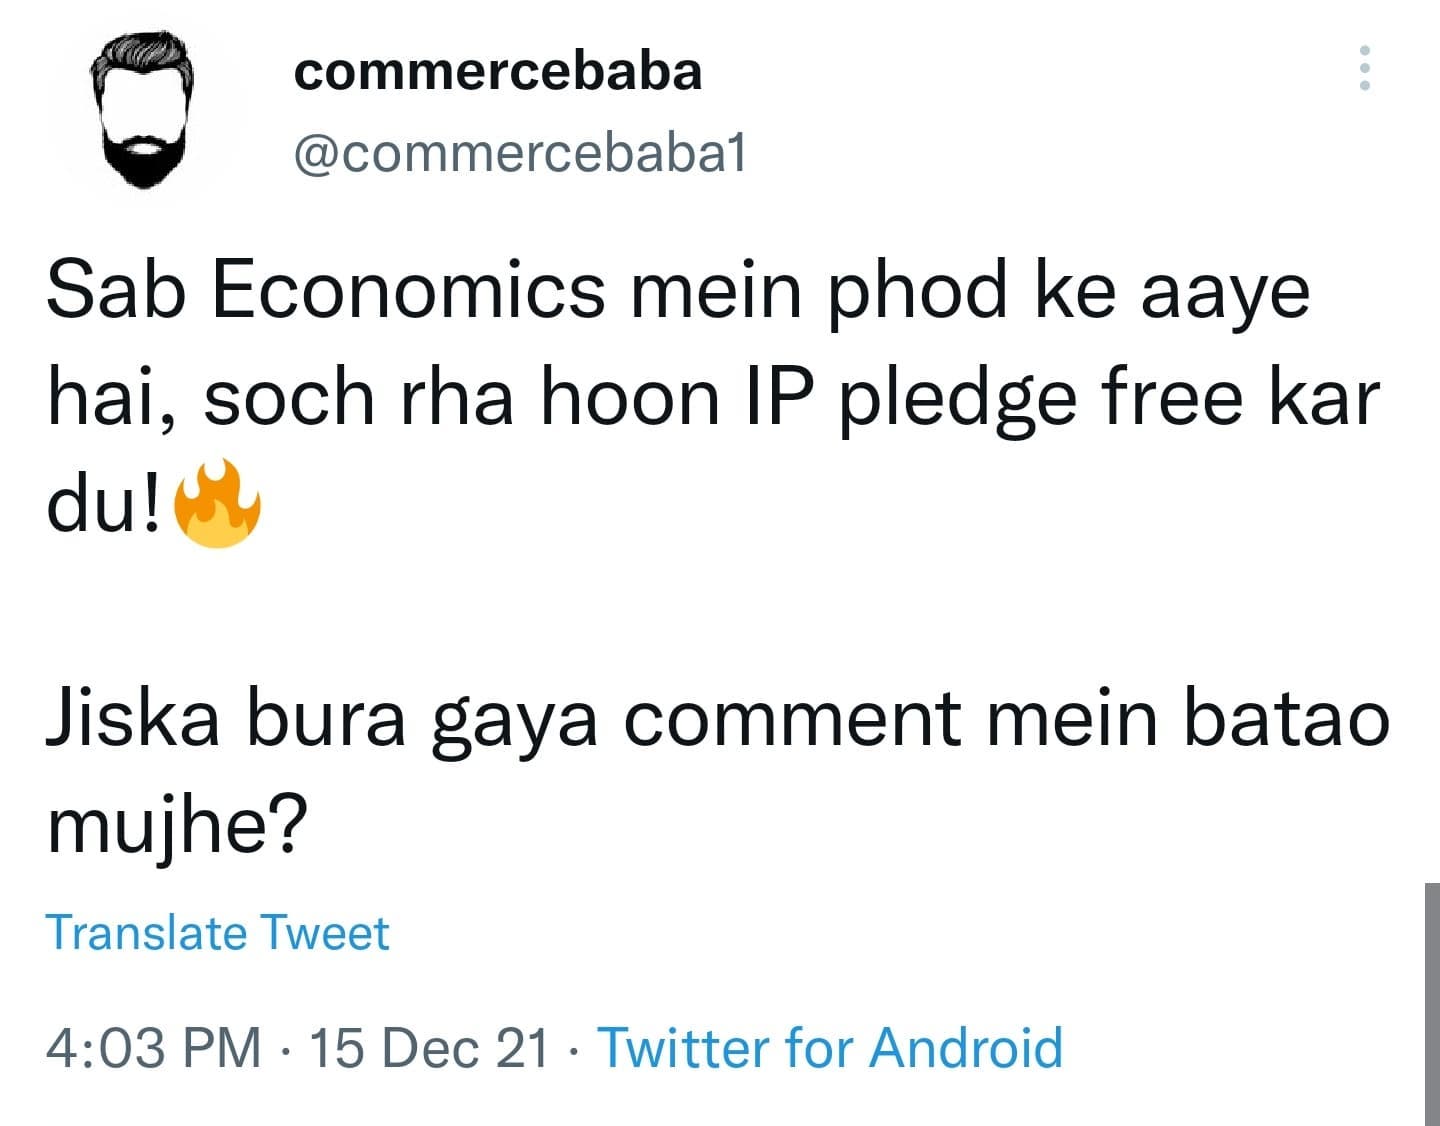 commercebaba
@commercebaba1
Sab Economics mein phod ke aaye
hai, soch rha hoon IP pledge free kar
du!🔥
Jiska bura gaya comment mein batao
mujhe?
Translate Tweet
4:03 PM · 15 Dec 21 · Twitter for Android